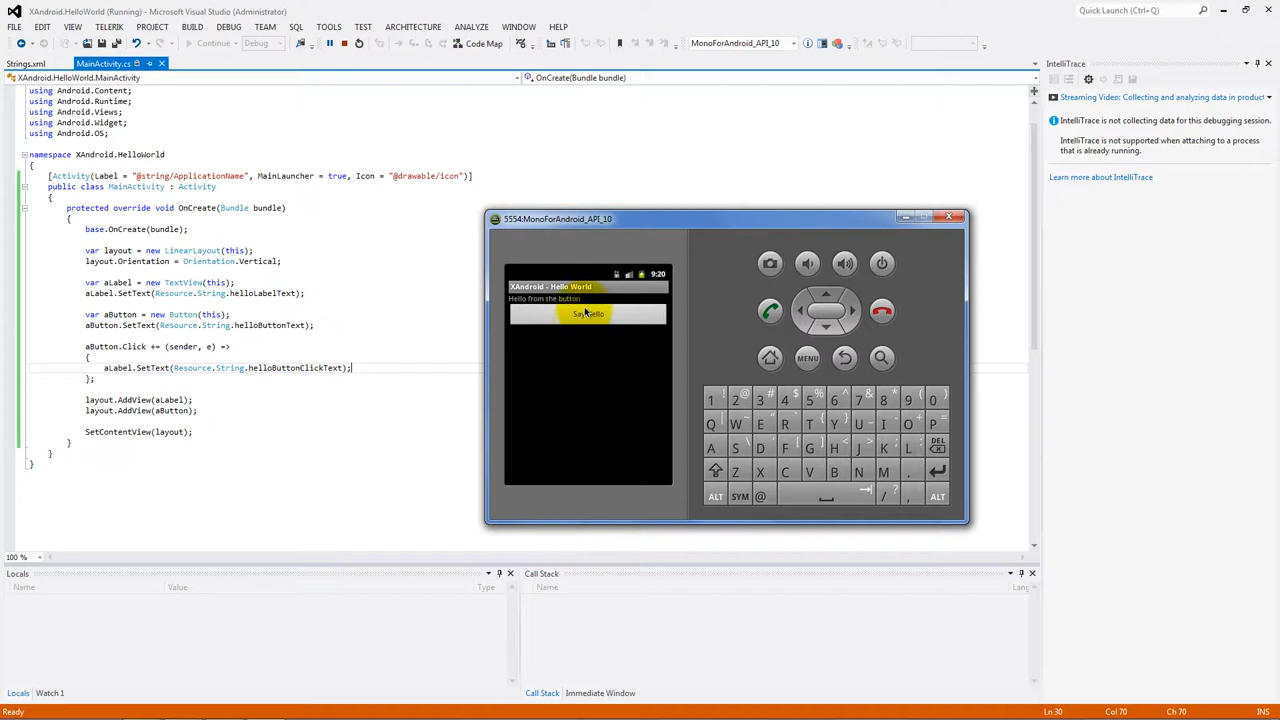 XAndroid.HelloWorld (Running) - Microsoft Visual Studio (Administrator)
Quick Launch (Ctrl+Q)
FILE EDIT VIEW TELERIK PROJECT BUILD DEBUG TEAM SQL TOOLS TEST ARCHITECTURE ANALYZE WINDOW HELP
Continue Debug Code Map MonoForAndroid_API_10
Strings.xml MainActivity.cs
XAndroid.HelloWorld.MainActivity OnCreate(Bundle bundle)
using Android.Content;
using Android.Runtime;
using Android.Views;
using Android.Widget;
using Android.OS;
namespace XAndroid.HelloWorld
{
[Activity(Label = "@string/ApplicationName", MainLauncher = true, Icon = "@drawable/icon")]
public class MainActivity : Activity
{
protected override void OnCreate(Bundle bundle)
{
base.OnCreate(bundle);
var layout = new LinearLayout(this);
layout.Orientation = Orientation.Vertical;
var aLabel = new TextView(this);
aLabel.SetText(Resource.String.helloLabelText);
var aButton = new Button(this);
aButton.SetText(Resource.String.helloButtonText);
aButton.Click += (sender, e) =>
{
aLabel.SetText(Resource.String.helloButtonClickText);
};
layout.AddView(aLabel);
layout.AddView(aButton);
SetContentView(layout);
}
}
}
100 %
5554:MonoForAndroid_API_10
9:20
XAndroid - Hello World
Hello from the button
Say Hello
MENU
1 ! 2 @ 3 # 4 $ 5 % 6 ^ 7 & 8 * 9 ( 0 )
Q W ~ E " R ` T { Y } U _ I - O + P =
A S \ D ' F [ G ] H < J > K ; L : DEL
Z X C V B N M .
ALT SYM @ / ? , ALT
IntelliTrace
Streaming Video: Collecting and analyzing data in product
IntelliTrace is not collecting data for this debugging session.
IntelliTrace is not supported when attaching to a
process that is already running.
Learn more about IntelliTrace
Locals
Name Value Type
Call Stack
Name Lang
Locals Watch 1
Call Stack Immediate Window
Ready Ln 30 Col 70 Ch 70 INS